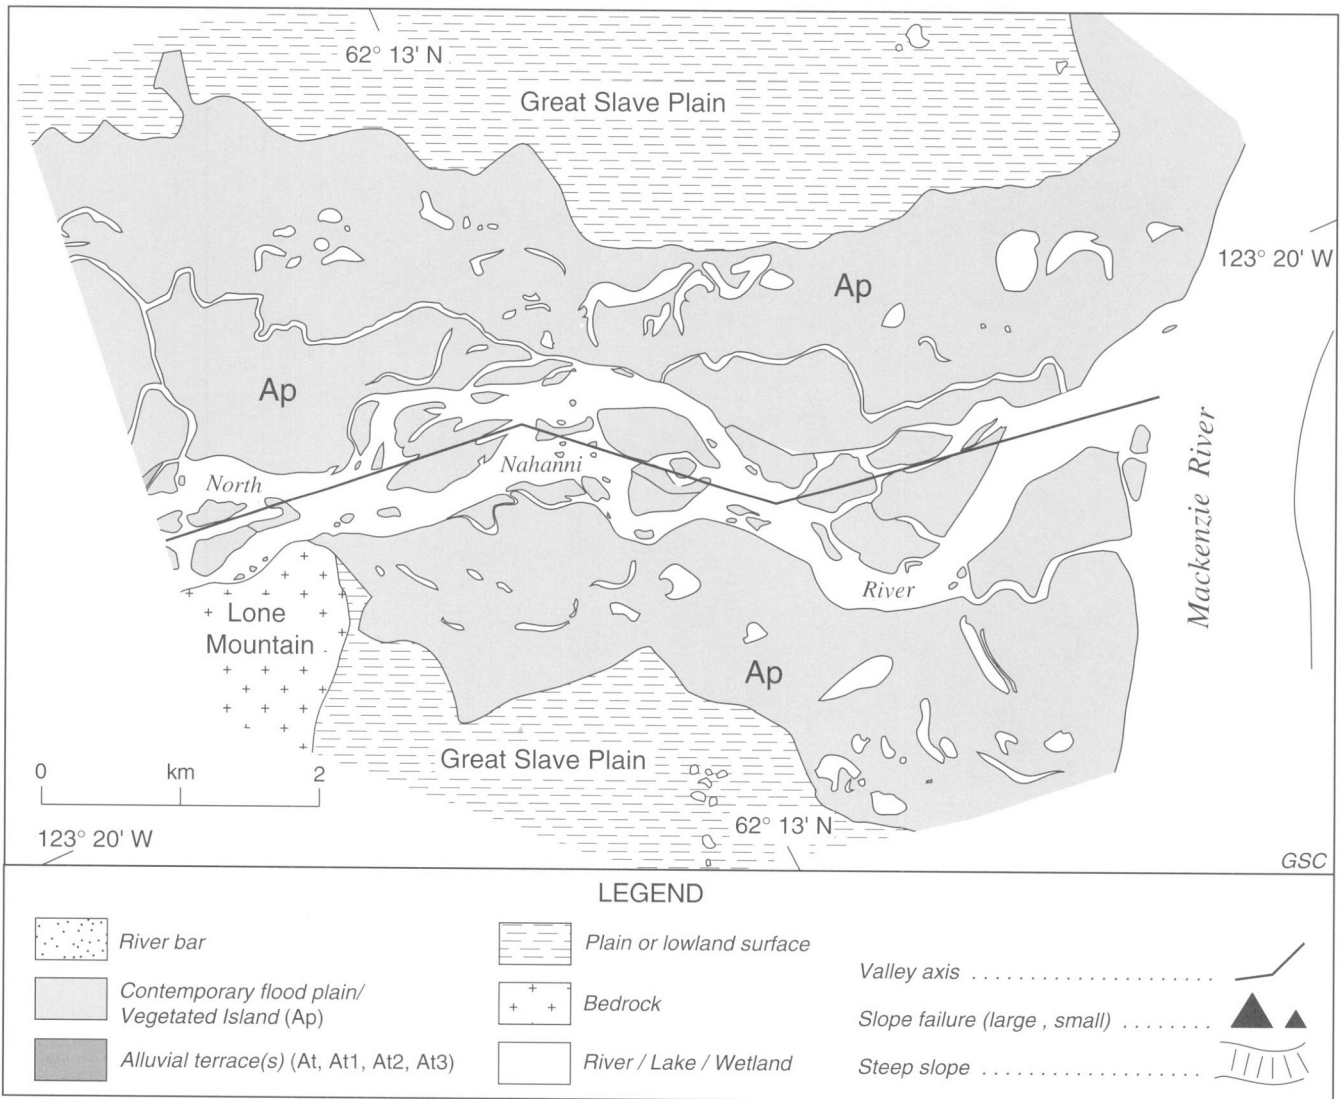 62° 13' N
Great Slave Plain
123° 20' W
Ap
Ap
North
Nahanni
River
Mackenzie River
Lone
Mountain
Ap
Great Slave Plain
0 km 2
62° 13' N
123° 20' W
GSC
LEGEND
River bar
Contemporary flood plain/
Vegetated Island (Ap)
Alluvial terrace(s) (At, At1, At2, At3)
Plain or lowland surface
Bedrock
River / Lake / Wetland
Valley axis
Slope failure (large , small)
Steep slope